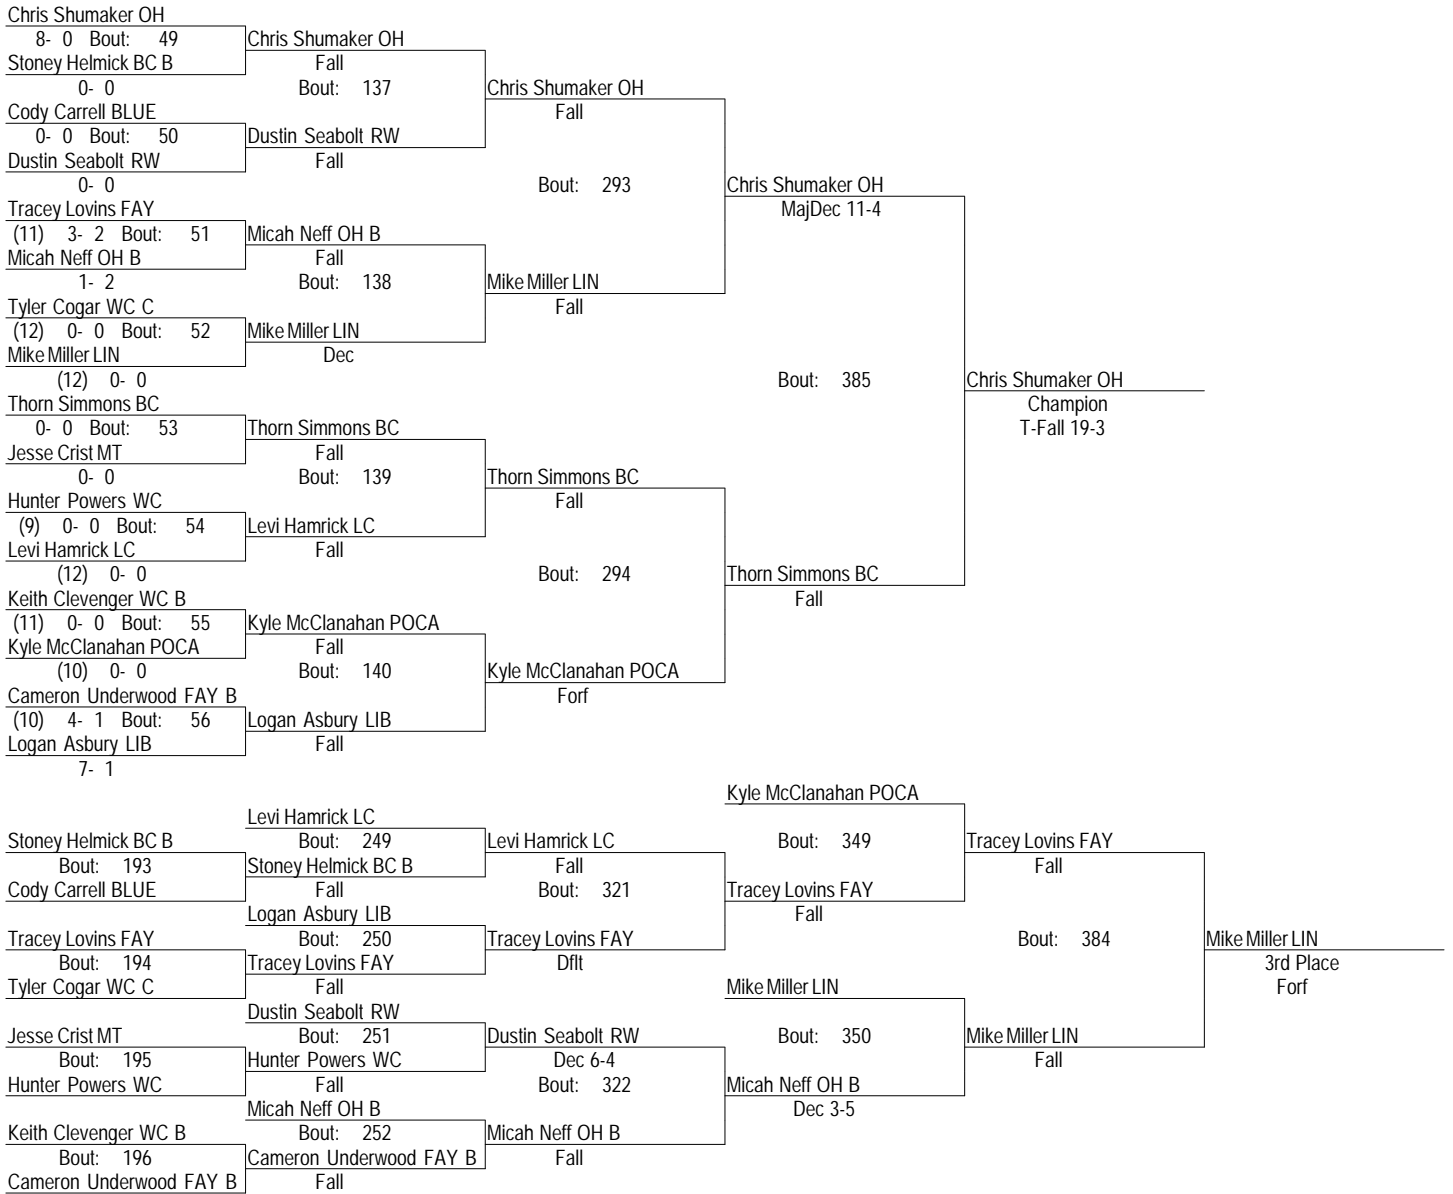 Chris Shumaker OH
8- 0 Bout: 49
Chris Shumaker OH
Stoney Helmick BC B
Fall
0- 0
Bout: 137
Chris Shumaker OH
Cody Carrell BLUE
Fall
0- 0 Bout: 50
Dustin Seabolt RW
Dustin Seabolt RW
Fall
0- 0
Bout: 293
Chris Shumaker OH
Tracey Lovins FAY
MajDec 11-4
(11) 3- 2 Bout: 51
Micah Neff OH B
Micah Neff OH B
Fall
1- 2
Bout: 138
Mike Miller LIN
Tyler Cogar WC C
Fall
(12) 0- 0 Bout: 52
Mike Miller LIN
Mike Miller LIN
Dec
(12) 0- 0
Bout: 385
Chris Shumaker OH
Thorn Simmons BC
Champion
0- 0 Bout: 53
Thorn Simmons BC
T-Fall 19-3
Jesse Crist MT
Fall
0- 0
Bout: 139
Thorn Simmons BC
Hunter Powers WC
Fall
(9) 0- 0 Bout: 54
Levi Hamrick LC
Levi Hamrick LC
Fall
(12) 0- 0
Bout: 294
Thorn Simmons BC
Keith Clevenger WC B
Fall
(11) 0- 0 Bout: 55
Kyle McClanahan POCA
Kyle McClanahan POCA
Fall
(10) 0- 0
Bout: 140
Kyle McClanahan POCA
Cameron Underwood FAY B
Forf
(10) 4- 1 Bout: 56
Logan Asbury LIB
Logan Asbury LIB
Fall
7- 1
Kyle McClanahan POCA
Levi Hamrick LC
Stoney Helmick BC B
Bout: 249
Levi Hamrick LC
Bout: 349
Tracey Lovins FAY
Bout: 193
Stoney Helmick BC B
Fall
Fall
Cody Carrell BLUE
Fall
Bout: 321
Tracey Lovins FAY
Logan Asbury LIB
Fall
Tracey Lovins FAY
Bout: 250
Tracey Lovins FAY
Bout: 384
Mike Miller LIN
Bout: 194
Tracey Lovins FAY
Dflt
3rd Place
Tyler Cogar WC C
Fall
Mike Miller LIN
Forf
Dustin Seabolt RW
Jesse Crist MT
Bout: 251
Dustin Seabolt RW
Bout: 350
Mike Miller LIN
Bout: 195
Hunter Powers WC
Dec 6-4
Fall
Hunter Powers WC
Fall
Bout: 322
Micah Neff OH B
Micah Neff OH B
Dec 3-5
Keith Clevenger WC B
Bout: 252
Micah Neff OH B
Bout: 196
Cameron Underwood FAY B
Fall
Cameron Underwood FAY B
Fall